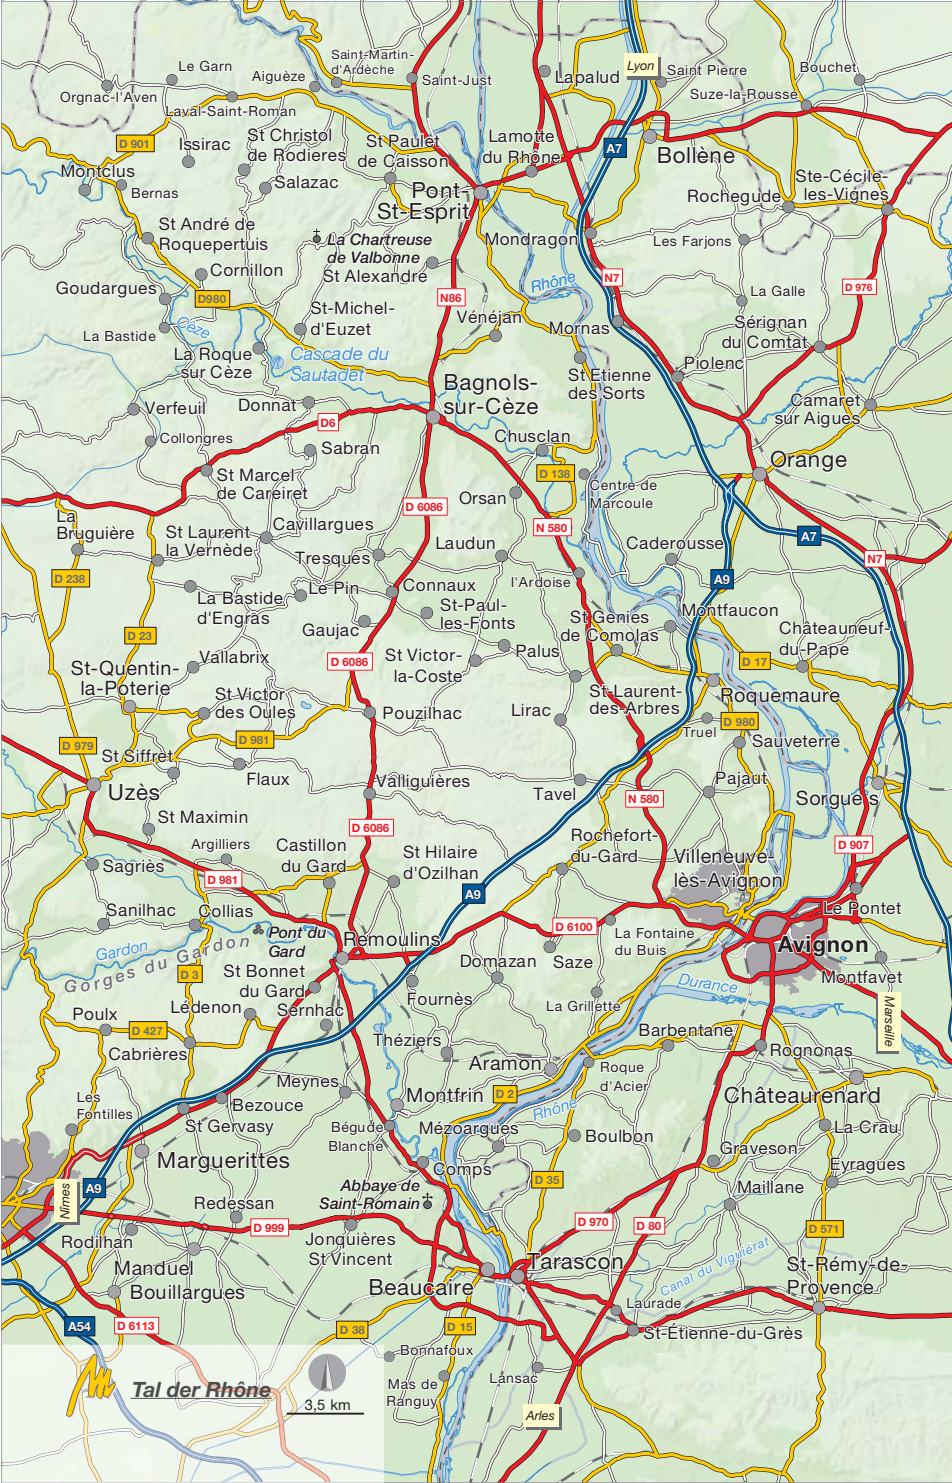 Le Garn
Orgnac-l'Aven
Aiguèze
Saint-Martin-
d'Ardèche
Saint-Just
Lapalud
Lyon
Saint Pierre
Bouchet
Suze-la-Rousse
Laval-Saint-Roman
D 901
Issirac
St Christol
de Rodieres
St Paulet
de Caisson
Lamotte
du Rhône
A7
Bollène
Montclus
Bernas
Salazac
Pont-
St-Esprit
Rochegude
Ste-Cécile-
les-Vignes
St André de
Roquepertuis
La Chartreuse
de Valbonne
Mondragon
Les Farjons
Cornillon
St Alexandre
Rhône
N7
D 976
Goudargues
D980
N86
La Galle
St-Michel-
d'Euzet
Vénéjan
Mornas
Sérignan
du Comtat
La Bastide
Cèze
La Roque
sur Cèze
Cascade du
Sautadet
Piolenc
St Etienne
des Sorts
Bagnols-
sur-Cèze
Verfeuil
Donnat
D6
Camaret
sur Aigues
Collongres
Sabran
Chusclan
Orange
St Marcel
de Careiret
D 138
Centre de
Marcoule
Orsan
D 6086
La
Bruguière
St Laurent
la Vernède
Cavillargues
N 580
Laudun
Caderousse
A7
N7
Tresques
D 238
La Bastide
d'Engras
Le Pin
Connaux
l'Ardoise
A9
St-Paul-
les-Fonts
Montfaucon
Gaujac
St Génies
de Comolas
Châteauneuf-
du-Pape
D 23
D 6086
St Victor-
la-Coste
Palus
D 17
St-Quentin-
la-Poterie
Vallabrix
St Victor
des Oules
Pouzilhac
Lirac
St-Laurent-
des-Arbres
Roquemaure
D 980
Truel
D 979
D 981
Sauveterre
St Siffret
Flaux
Valliguières
Tavel
Pajaut
Uzès
N 580
Sorgues
St Maximin
D 6086
Rochefort-
du-Gard
D 907
Argilliers
Castillon
du Gard
St Hilaire
d'Ozilhan
Villeneuve-
lès-Avignon
Sagriès
D 981
A9
Sanilhac
Collias
Pont du
Gard
Remoulins
D 6100
La Fontaine
du Buis
Le Pontet
Avignon
Gardon
Gorges du Gardon
Domazan
Saze
Montfavet
D 3
St Bonnet
du Gard
Durance
Fournès
La Grillette
Marseille
Lédenon
Sernhac
Poulx
D 427
Cabrières
Théziers
Barbentane
Rognonas
Aramon
Roque
d'Acier
Meynes
Montfrin
D 2
Châteaurenard
Les
Fontilles
Bezouce
Rhône
St Gervasy
Bégude
Blanche
Mézoargues
Boulbon
La Crau
Marguerittes
Comps
Graveson
Eyragues
A9
Nîmes
Abbaye de
Saint-Romain
D 35
Maillane
Redessan
D 999
D 970
D 80
D 571
Rodilhan
Jonquières
St Vincent
Manduel
Tarascon
Canal du Viguiérat
St-Rémy-de-
Provence
Bouillargues
Beaucaire
Laurade
A54
D 6113
D 38
D 15
St-Étienne-du-Grès
Bonnafoux
Lansac
Mas de
Ranguy
Tal der Rhône
3,5 km
Arles